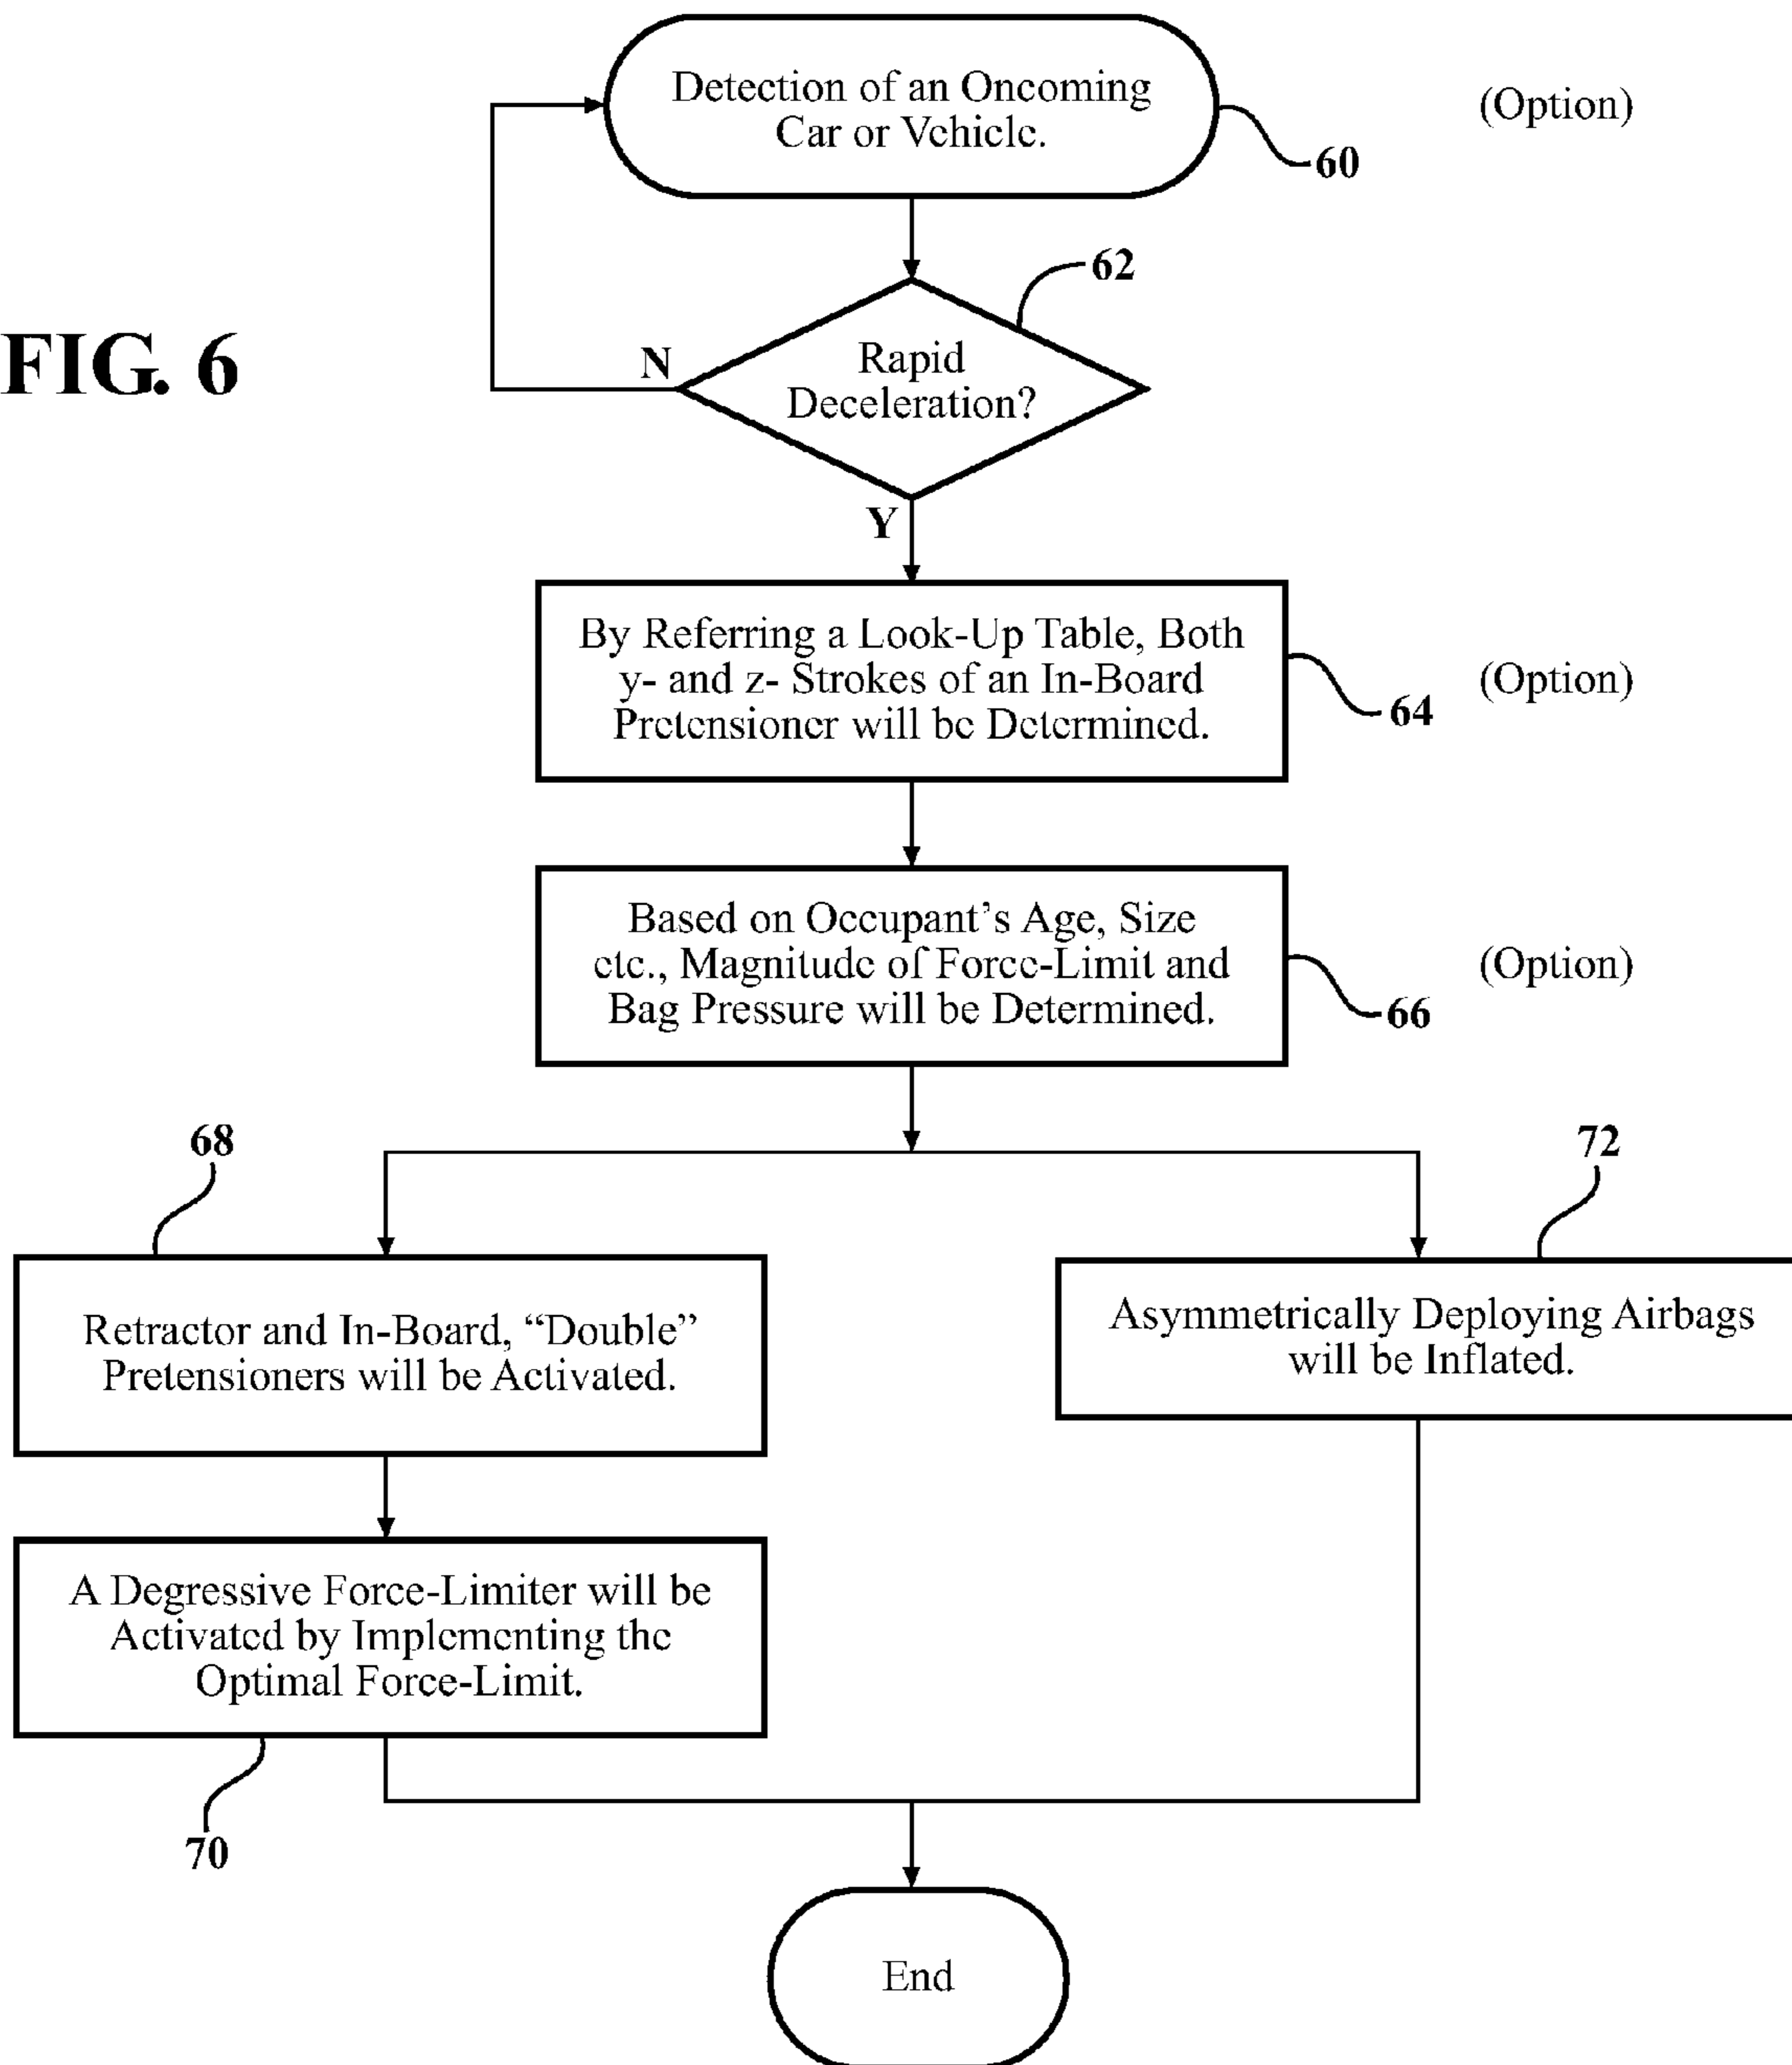 Detection of an Oncoming
Car or Vehicle.
(Option)
60
62
FIG. 6
N
Rapid
Deceleration?
Y
By Referring a Look-Up Table, Both
y- and z- Strokes of an In-Board
Pretensioner will be Determined.
(Option)
64
Based on Occupant's Age, Size
etc., Magnitude of Force-Limit and
Bag Pressure will be Determined.
(Option)
66
68
72
Retractor and In-Board, “Double”
Pretensioners will be Activated.
Asymmetrically Deploying Airbags
will be Inflated.
A Degressive Force-Limiter will be
Activated by Implementing the
Optimal Force-Limit.
70
End